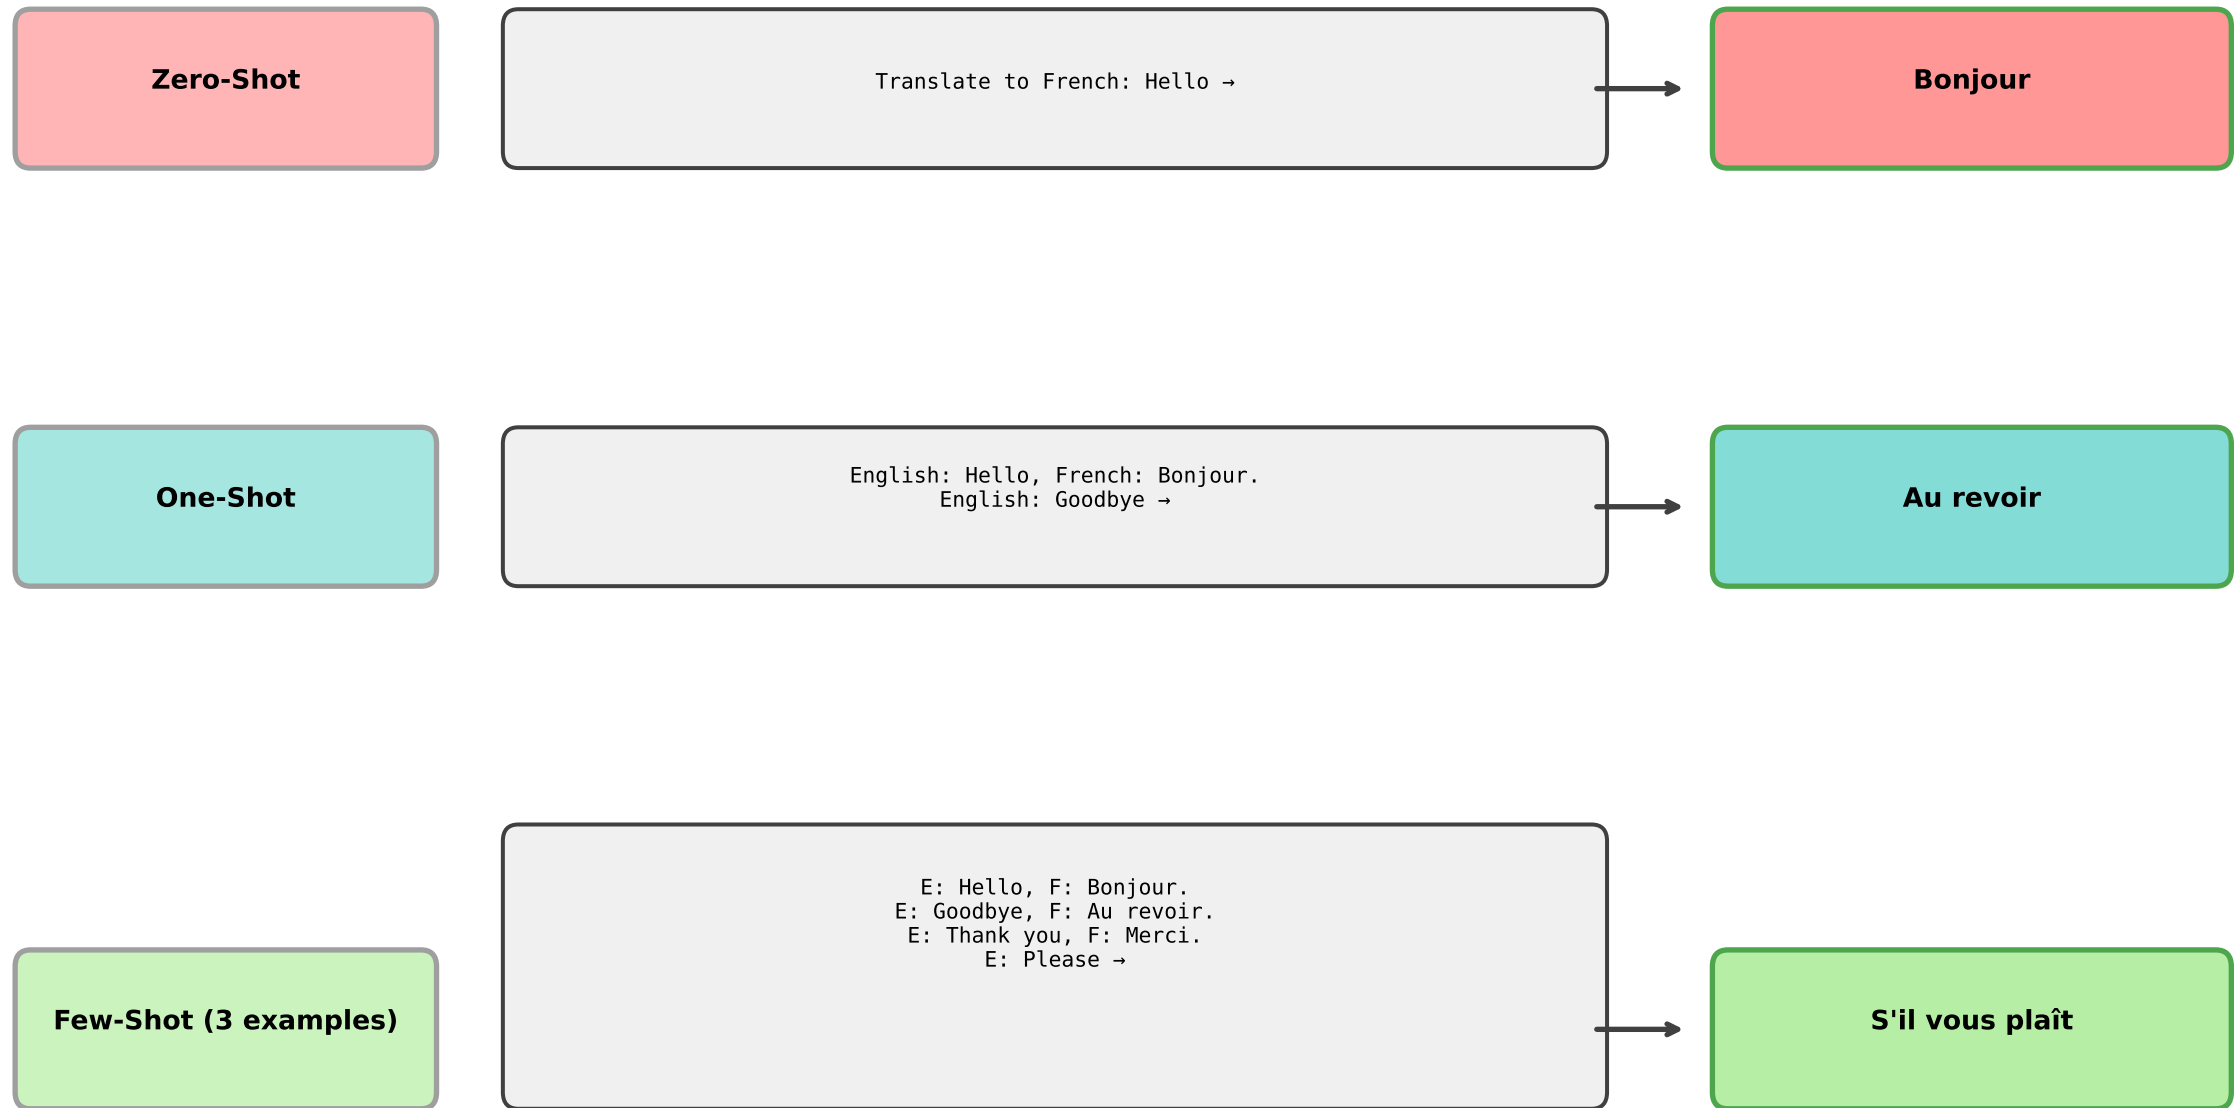 Zero-Shot
Translate to French: Hello →
Bonjour
One-Shot
English: Hello, French: Bonjour.
English: Goodbye →
Au revoir
Few-Shot (3 examples)
E: Hello, F: Bonjour.
E: Goodbye, F: Au revoir.
E: Thank you, F: Merci.
E: Please →
S'il vous plaît